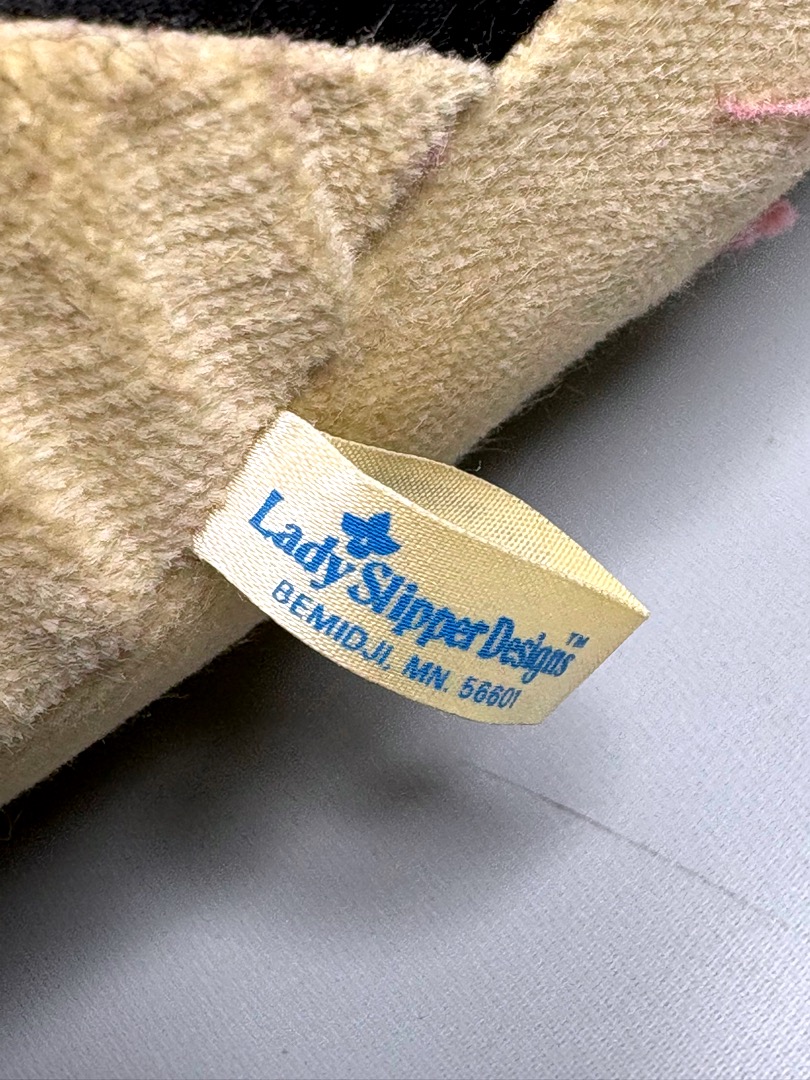 Lady Slipper Designs™
BEMIDJI, MN. 56601